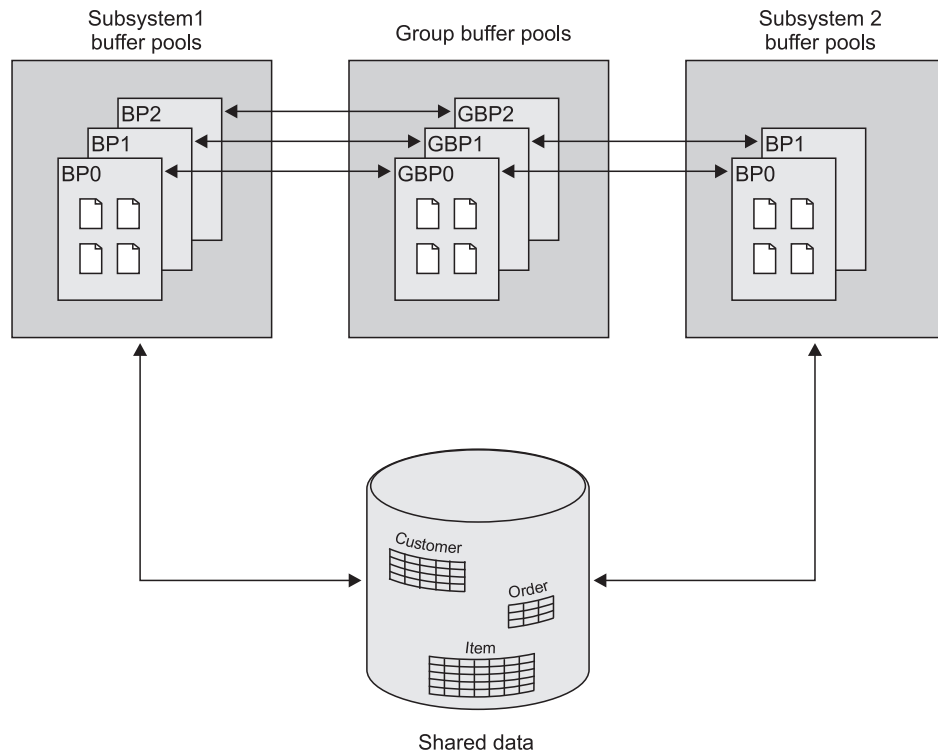 Subsystem1
buffer pools
Group buffer pools
Subsystem 2
buffer pools
BP2
BP1
BP0
GBP2
GBP1
GBP0
BP1
BP0
Customer
Order
Item
Shared data